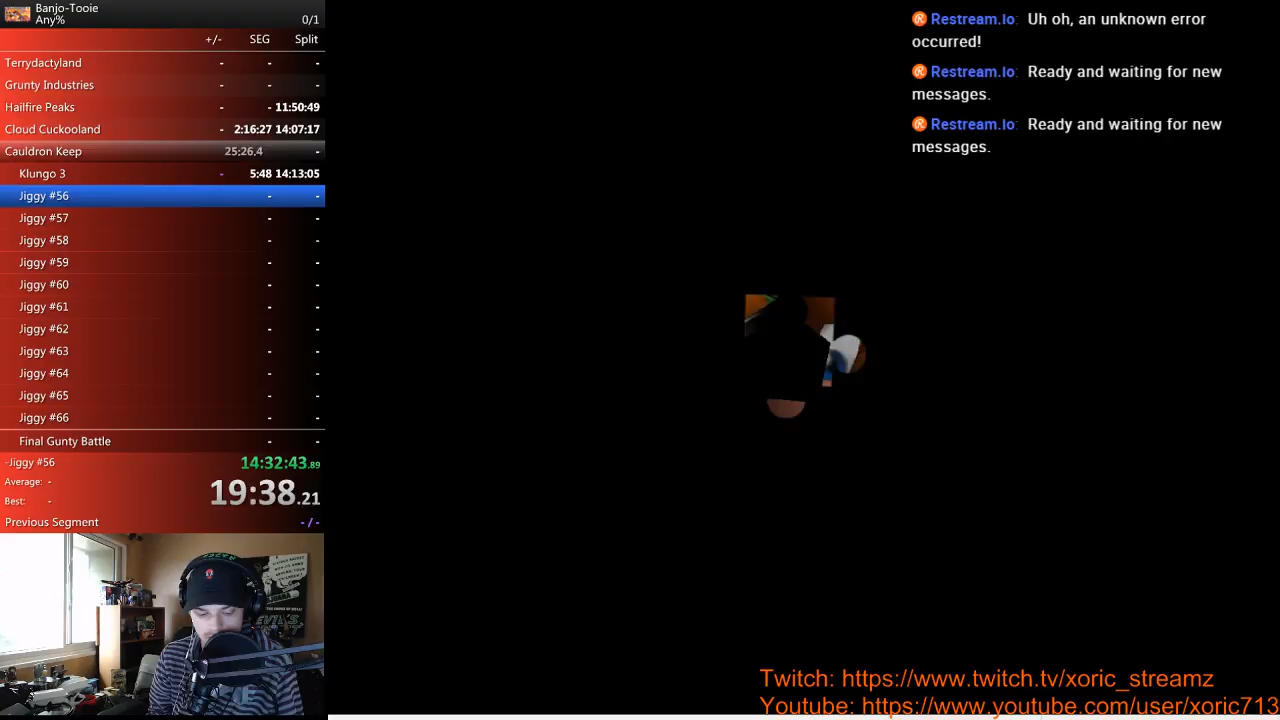 Banjo-Tooie
Any%
0/1
+/- SEG Split
Terrydactyland - - -
Grunty Industries - - -
Hailfire Peaks - - 11:50:49
Cloud Cuckooland - 2:16:27 14:07:17
Cauldron Keep 25:26.4 -
Klungo 3 - 5:48 14:13:05
Jiggy #56 - -
Jiggy #57 - -
Jiggy #58 - -
Jiggy #59 - -
Jiggy #60 - -
Jiggy #61 - -
Jiggy #62 - -
Jiggy #63 - -
Jiggy #64 - -
Jiggy #65 - -
Jiggy #66 - -
Final Gunty Battle - -
-Jiggy #56 14:32:43.89
Average: -
19:38.21
Best: -
Previous Segment - / -
Restream.io: Uh oh, an unknown error
occurred!
Restream.io: Ready and waiting for new
messages.
Restream.io: Ready and waiting for new
messages.
Twitch: https://www.twitch.tv/xoric_streamz
Youtube: https://www.youtube.com/user/xoric713